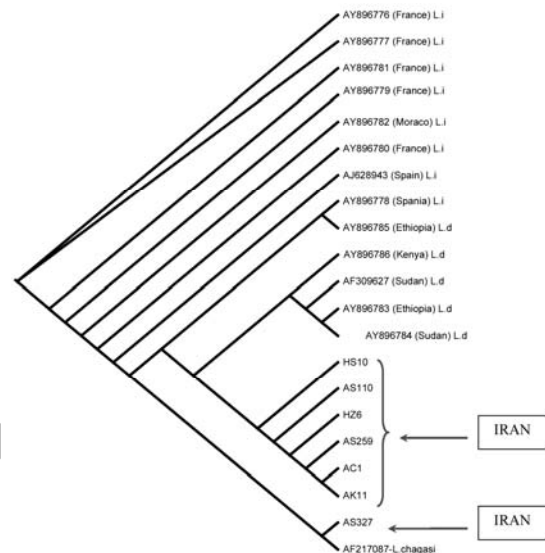 AY896776 (France) L.i
AY896777 (France) L.i
AY896781 (France) L.i
AY896779 (France) L.i
AY896782 (Moraco) L.i
AY896780 (France) L.i
AJ628943 (Spain) L.i
AY896778 (Spania) L.i
AY896785 (Ethiopia) L.d
AY896786 (Kenya) L.d
AF309627 (Sudan) L.d
AY896783 (Ethiopia) L.d
AY896784 (Sudan) L.d
HS10
AS110
HZ6
AS259
AC1
AK11
IRAN
AS327
IRAN
AF217087-L.chagasi